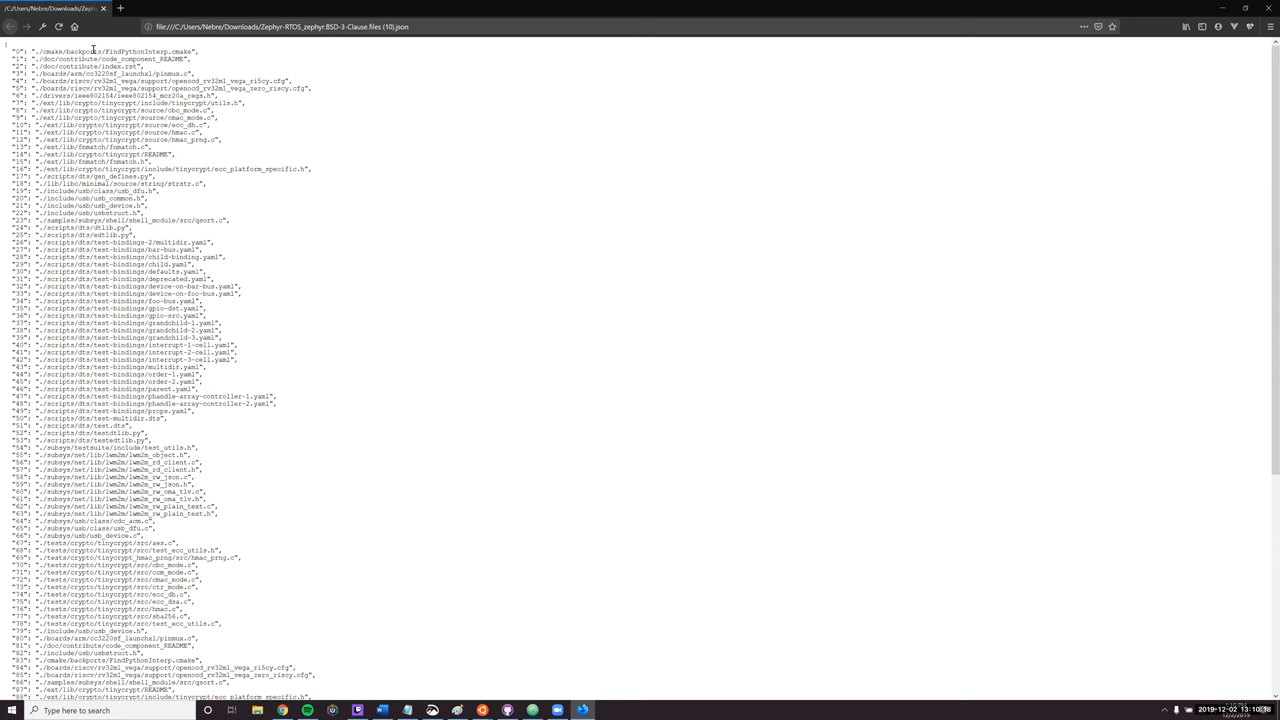 /C:/Users/Nebre/Downloads/Zeph
file:///C:/Users/Nebre/Downloads/Zephyr-RTOS_zephyr.BSD-3-Clause.files (10).json
{
"0": "./cmake/backports/FindPythonInterp.cmake",
"1": "./doc/contribute/code_component_README",
"2": "./doc/contribute/index.rst",
"3": "./boards/arm/cc3220sf_launchxl/pinmux.c",
"4": "./boards/riscv/rv32m1_vega/support/openocd_rv32m1_vega_ri5cy.cfg",
"5": "./boards/riscv/rv32m1_vega/support/openocd_rv32m1_vega_zero_riscy.cfg",
"6": "./drivers/ieee802154/ieee802154_mcr20a_regs.h",
"7": "./ext/lib/crypto/tinycrypt/include/tinycrypt/utils.h",
"8": "./ext/lib/crypto/tinycrypt/source/cbc_mode.c",
"9": "./ext/lib/crypto/tinycrypt/source/cmac_mode.c",
"10": "./ext/lib/crypto/tinycrypt/source/ecc_dh.c",
"11": "./ext/lib/crypto/tinycrypt/source/hmac.c",
"12": "./ext/lib/crypto/tinycrypt/source/hmac_prng.c",
"13": "./ext/lib/fnmatch/fnmatch.c",
"14": "./ext/lib/crypto/tinycrypt/README",
"15": "./ext/lib/fnmatch/fnmatch.h",
"16": "./ext/lib/crypto/tinycrypt/include/tinycrypt/ecc_platform_specific.h",
"17": "./scripts/dts/gen_defines.py",
"18": "./lib/libc/minimal/source/string/strstr.c",
"19": "./include/usb/class/usb_dfu.h",
"20": "./include/usb/usb_common.h",
"21": "./include/usb/usb_device.h",
"22": "./include/usb/usbstruct.h",
"23": "./samples/subsys/shell/shell_module/src/qsort.c",
"24": "./scripts/dts/dtlib.py",
"25": "./scripts/dts/edtlib.py",
"26": "./scripts/dts/test-bindings-2/multidir.yaml",
"27": "./scripts/dts/test-bindings/bar-bus.yaml",
"28": "./scripts/dts/test-bindings/child-binding.yaml",
"29": "./scripts/dts/test-bindings/child.yaml",
"30": "./scripts/dts/test-bindings/defaults.yaml",
"31": "./scripts/dts/test-bindings/deprecated.yaml",
"32": "./scripts/dts/test-bindings/device-on-bar-bus.yaml",
"33": "./scripts/dts/test-bindings/device-on-foo-bus.yaml",
"34": "./scripts/dts/test-bindings/foo-bus.yaml",
"35": "./scripts/dts/test-bindings/gpio-dst.yaml",
"36": "./scripts/dts/test-bindings/gpio-src.yaml",
"37": "./scripts/dts/test-bindings/grandchild-1.yaml",
"38": "./scripts/dts/test-bindings/grandchild-2.yaml",
"39": "./scripts/dts/test-bindings/grandchild-3.yaml",
"40": "./scripts/dts/test-bindings/interrupt-1-cell.yaml",
"41": "./scripts/dts/test-bindings/interrupt-2-cell.yaml",
"42": "./scripts/dts/test-bindings/interrupt-3-cell.yaml",
"43": "./scripts/dts/test-bindings/multidir.yaml",
"44": "./scripts/dts/test-bindings/order-1.yaml",
"45": "./scripts/dts/test-bindings/order-2.yaml",
"46": "./scripts/dts/test-bindings/parent.yaml",
"47": "./scripts/dts/test-bindings/phandle-array-controller-1.yaml",
"48": "./scripts/dts/test-bindings/phandle-array-controller-2.yaml",
"49": "./scripts/dts/test-bindings/props.yaml",
"50": "./scripts/dts/test-multidir.dts",
"51": "./scripts/dts/test.dts",
"52": "./scripts/dts/testdtlib.py",
"53": "./scripts/dts/testedtlib.py",
"54": "./subsys/testsuite/include/test_utils.h",
"55": "./subsys/net/lib/lwm2m/lwm2m_object.h",
"56": "./subsys/net/lib/lwm2m/lwm2m_rd_client.c",
"57": "./subsys/net/lib/lwm2m/lwm2m_rd_client.h",
"58": "./subsys/net/lib/lwm2m/lwm2m_rw_json.c",
"59": "./subsys/net/lib/lwm2m/lwm2m_rw_json.h",
"60": "./subsys/net/lib/lwm2m/lwm2m_rw_oma_tlv.c",
"61": "./subsys/net/lib/lwm2m/lwm2m_rw_oma_tlv.h",
"62": "./subsys/net/lib/lwm2m/lwm2m_rw_plain_text.c",
"63": "./subsys/net/lib/lwm2m/lwm2m_rw_plain_text.h",
"64": "./subsys/usb/class/cdc_acm.c",
"65": "./subsys/usb/class/usb_dfu.c",
"66": "./subsys/usb/usb_device.c",
"67": "./tests/crypto/tinycrypt/src/aes.c",
"68": "./tests/crypto/tinycrypt/src/test_ecc_utils.h",
"69": "./tests/crypto/tinycrypt_hmac_prng/src/hmac_prng.c",
"70": "./tests/crypto/tinycrypt/src/cbc_mode.c",
"71": "./tests/crypto/tinycrypt/src/ccm_mode.c",
"72": "./tests/crypto/tinycrypt/src/cmac_mode.c",
"73": "./tests/crypto/tinycrypt/src/ctr_mode.c",
"74": "./tests/crypto/tinycrypt/src/ecc_dh.c",
"75": "./tests/crypto/tinycrypt/src/ecc_dsa.c",
"76": "./tests/crypto/tinycrypt/src/hmac.c",
"77": "./tests/crypto/tinycrypt/src/sha256.c",
"78": "./tests/crypto/tinycrypt/src/test_ecc_utils.c",
"79": "./include/usb/usb_device.h",
"80": "./boards/arm/cc3220sf_launchxl/pinmux.c",
"81": "./doc/contribute/code_component_README",
"82": "./include/usb/usbstruct.h",
"83": "./cmake/backports/FindPythonInterp.cmake",
"84": "./boards/riscv/rv32m1_vega/support/openocd_rv32m1_vega_ri5cy.cfg",
"85": "./boards/riscv/rv32m1_vega/support/openocd_rv32m1_vega_zero_riscy.cfg",
"86": "./samples/subsys/shell/shell_module/src/qsort.c",
"87": "./ext/lib/crypto/tinycrypt/README",
"88": "./ext/lib/crypto/tinycrypt/include/tinycrypt/ecc_platform_specific.h",
Type here to search
2019-12-02 13:10:18
12/2/2019